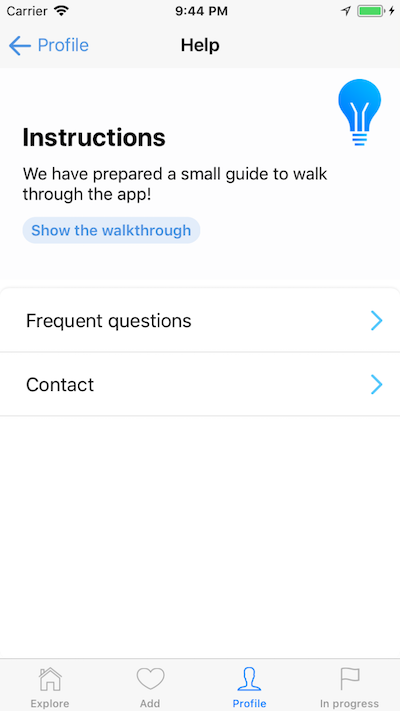 Carrier 9:44 PM
Profile Help
Instructions
We have prepared a small guide to walk
through the app!
Show the walkthrough
Frequent questions
Contact
Explore Add Profile In progress